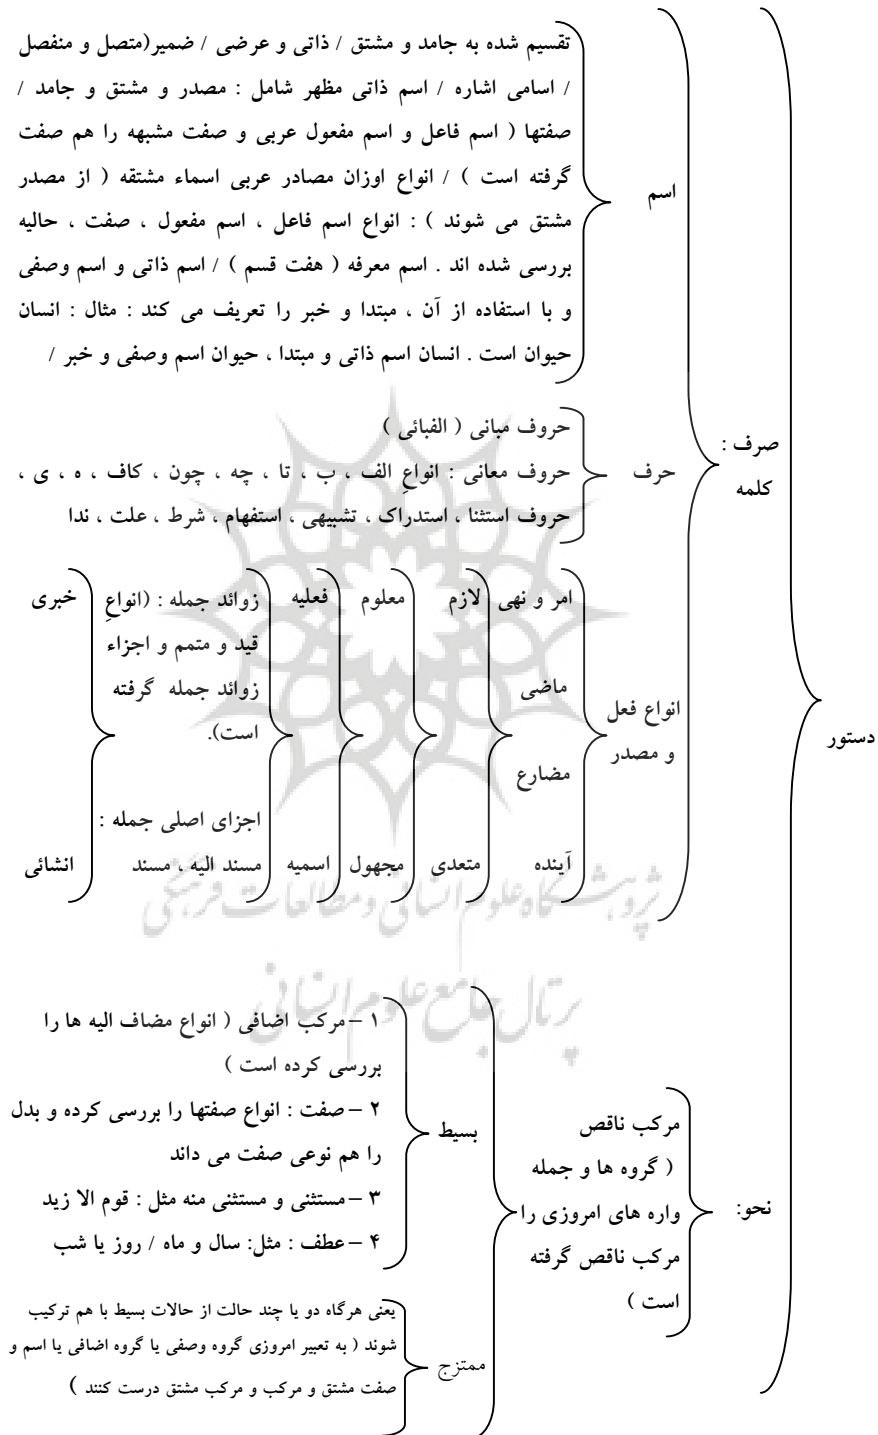 دستور
صرف :
کلمه
اسم
تقسیم شده به جامد و مشتق / ذاتی و عرضی / ضمیر(متصل و منفصل
/ اسامی اشاره / اسم ذاتی مظهر شامل : مصدر و مشتق و جامد /
صفتها ( اسم فاعل و اسم مفعول عربی و صفت مشبهه را هم صفت
گرفته است ) / انواع اوزان مصادر عربی اسماء مشتقه ( از مصدر
مشتق می شوند ) : انواع اسم فاعل ، اسم مفعول ، صفت ، حالیه
بررسی شده اند . اسم معرفه ( هفت قسم ) / اسم ذاتی و اسم وصفی
و با استفاده از آن ، مبتدا و خبر را تعریف می کند : مثال : انسان
حیوان است . انسان اسم ذاتی و مبتدا ، حیوان اسم وصفی و خبر /
حرف
حروف مبانی ( الفبائی )
حروف معانی : انواعِ الف ، ب ، تا ، چه ، چون ، کاف ، ه ، ی ،
حروف استثنا ، استدراک ، تشبیهی ، استفهام ، شرط ، علت ، ندا
انواع فعل
و مصدر
امر و نهی
ماضی
مضارع
آینده
لازم
متعدی
معلوم
مجهول
فعلیه
اسمیه
زوائد جمله : (انواعِ
قید و متمم و اجزاء
زوائد جمله گرفته
است).
اجزای اصلی جمله :
مسند الیه ، مسند
خبری
انشائی
پژوهشگاه علوم انسانی و مطالعات فرهنگی
پرتال جامع علوم انسانی
نحو:
مرکب ناقص
( گروه ها و جمله
واره های امروزی را
مرکب ناقص گرفته
است )
بسیط
۱ –مرکب اضافی ( انواع مضاف الیه ها را
بررسی کرده است )
۲ –صفت : انواع صفتها را بررسی کرده و بدل
را هم نوعی صفت می داند
۳ –مستثنی و مستثنی منه مثل : قوم الا زید
۴ –عطف : مثل: سال و ماه / روز یا شب
ممتزج
یعنی هرگاه دو یا چند حالت از حالات بسیط با هم ترکیب
شوند ( به تعبیر امروزی گروه وصفی یا گروه اضافی یا اسم و
صفت مشتق و مرکب و مرکب مشتق درست کنند )